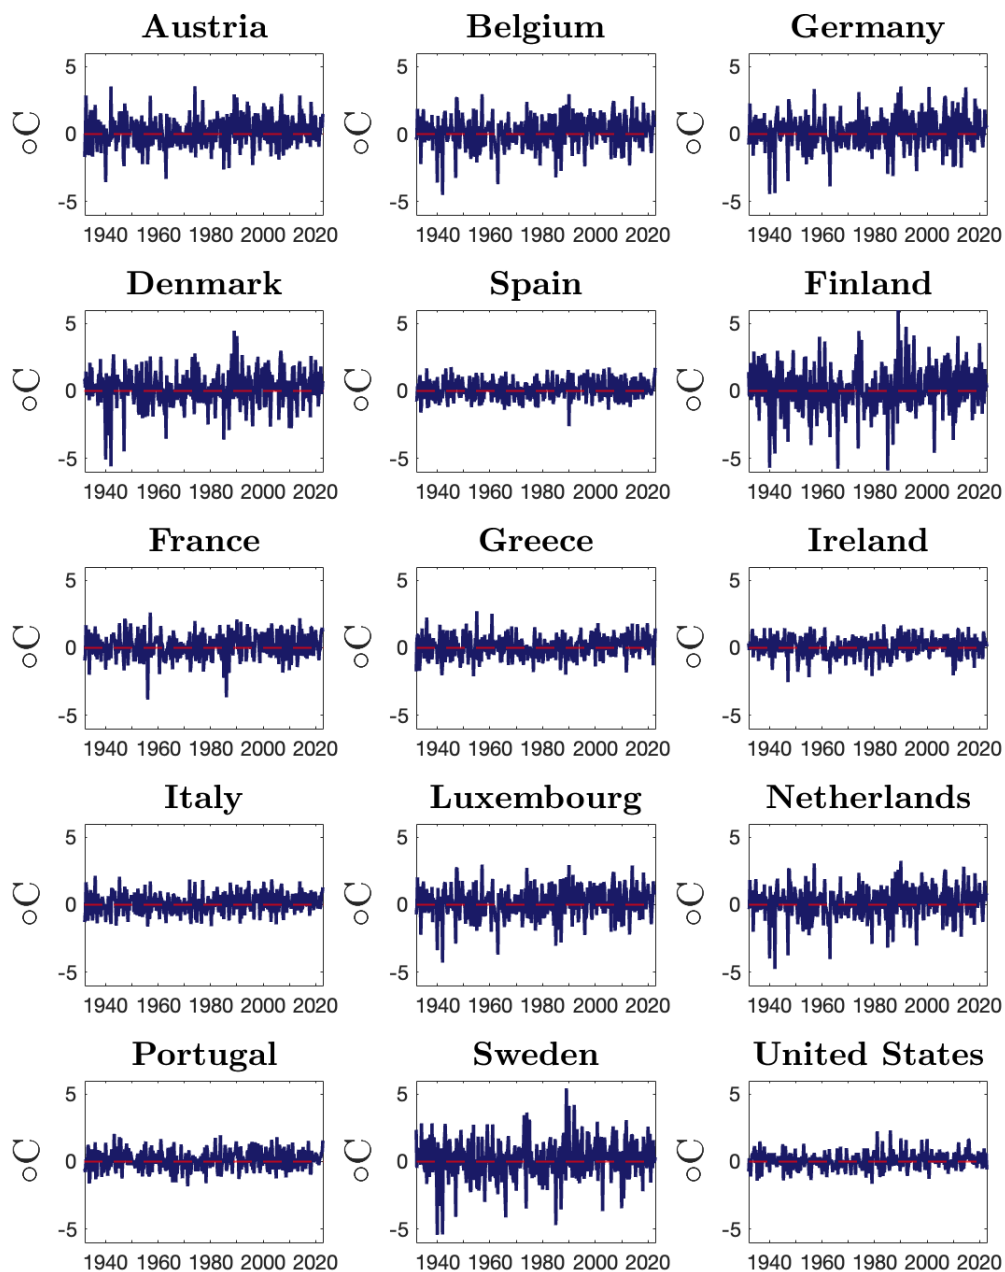 Austria Belgium Germany
5 5 5
°C 0 °C 0 °C 0
-5 -5 -5
1940 1960 1980 2000 2020 1940 1960 1980 2000 2020 1940 1960 1980 2000 2020
Denmark Spain Finland
5 5 5
°C 0 °C 0 °C 0
-5 -5 -5
1940 1960 1980 2000 2020 1940 1960 1980 2000 2020 1940 1960 1980 2000 2020
France Greece Ireland
5 5 5
°C 0 °C 0 °C 0
-5 -5 -5
1940 1960 1980 2000 2020 1940 1960 1980 2000 2020 1940 1960 1980 2000 2020
Italy Luxembourg Netherlands
5 5 5
°C 0 °C 0 °C 0
-5 -5 -5
1940 1960 1980 2000 2020 1940 1960 1980 2000 2020 1940 1960 1980 2000 2020
Portugal Sweden United States
5 5 5
°C 0 °C 0 °C 0
-5 -5 -5
1940 1960 1980 2000 2020 1940 1960 1980 2000 2020 1940 1960 1980 2000 2020